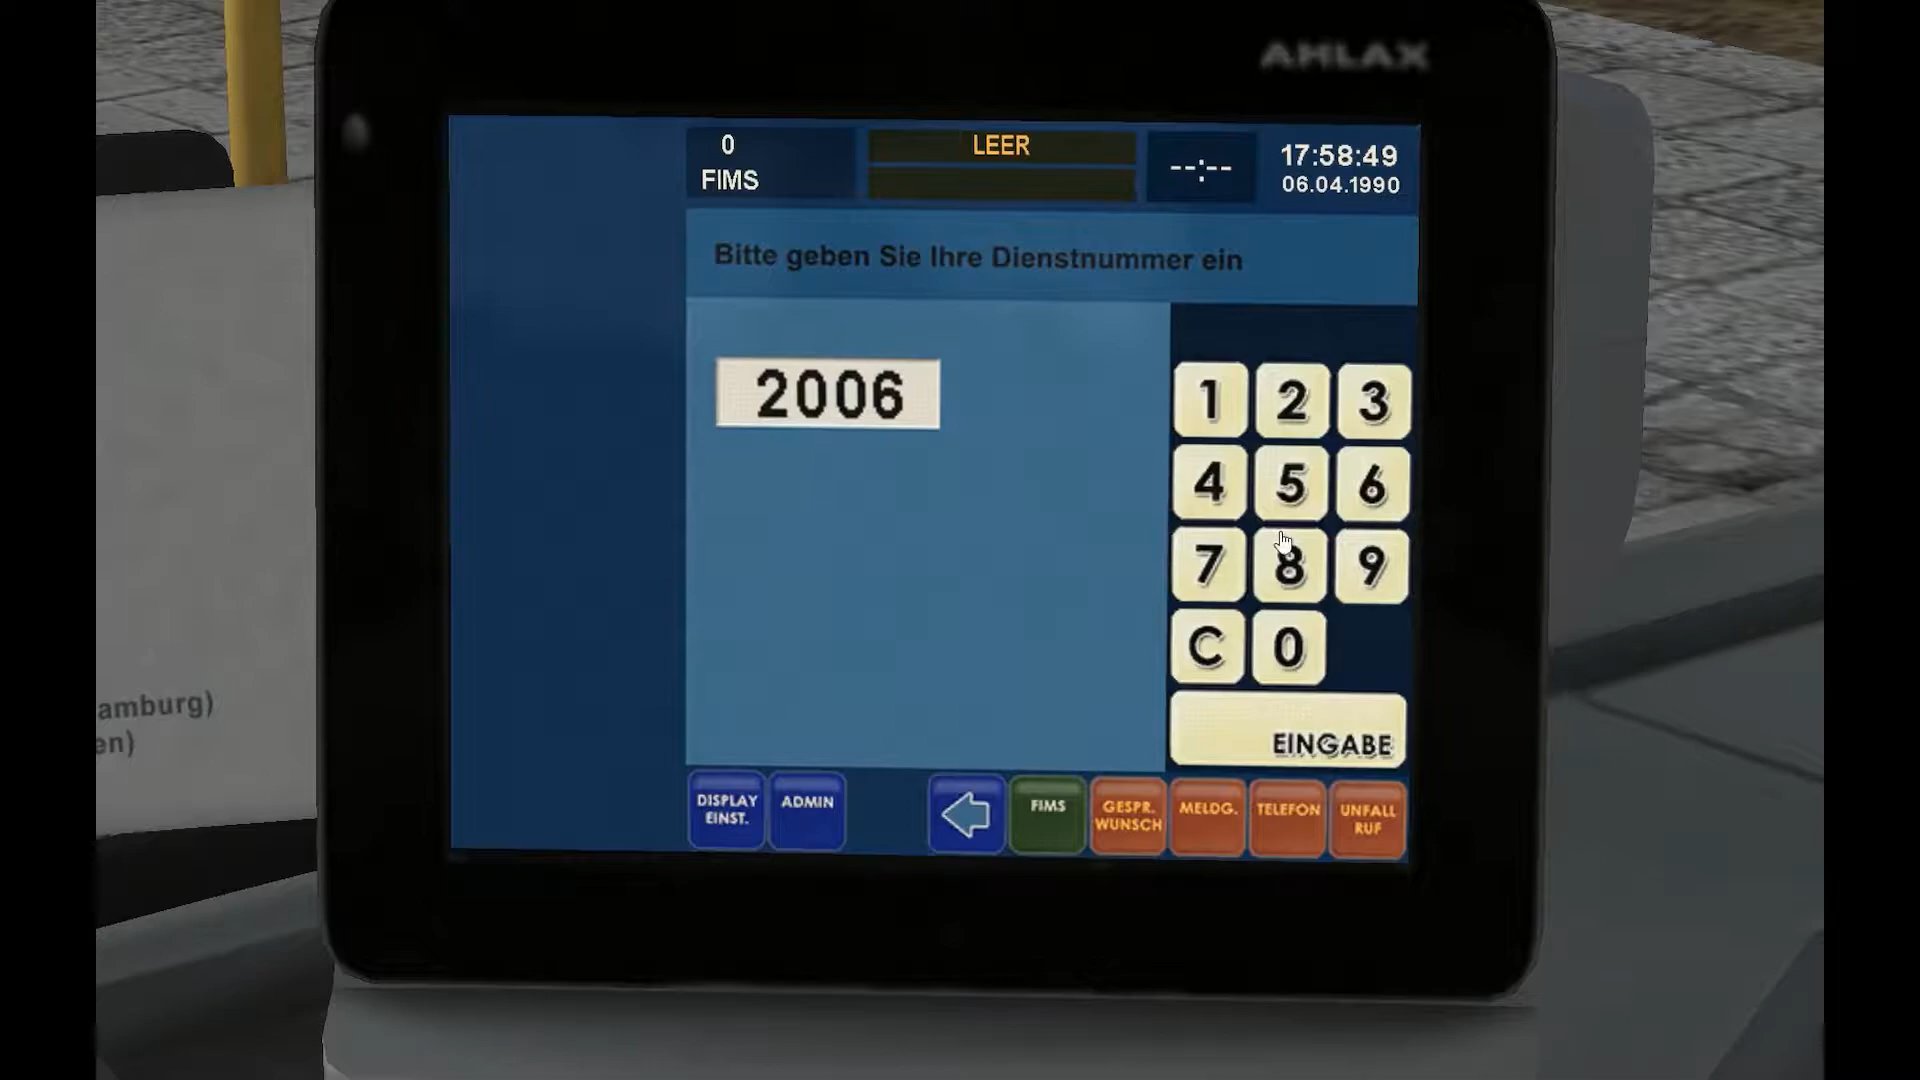 AHLAX
0
FIMS
LEER
--:--
17:58:49
06.04.1990
Bitte geben Sie Ihre Dienstnummer ein
2006
1 2 3
4 5 6
7 8 9
C 0
EINGABE
DISPLAY
EINST.
ADMIN
FIMS
GESPR.
WUNSCH
MELDG.
TELEFON
UNFALL
RUF
amburg)
en)